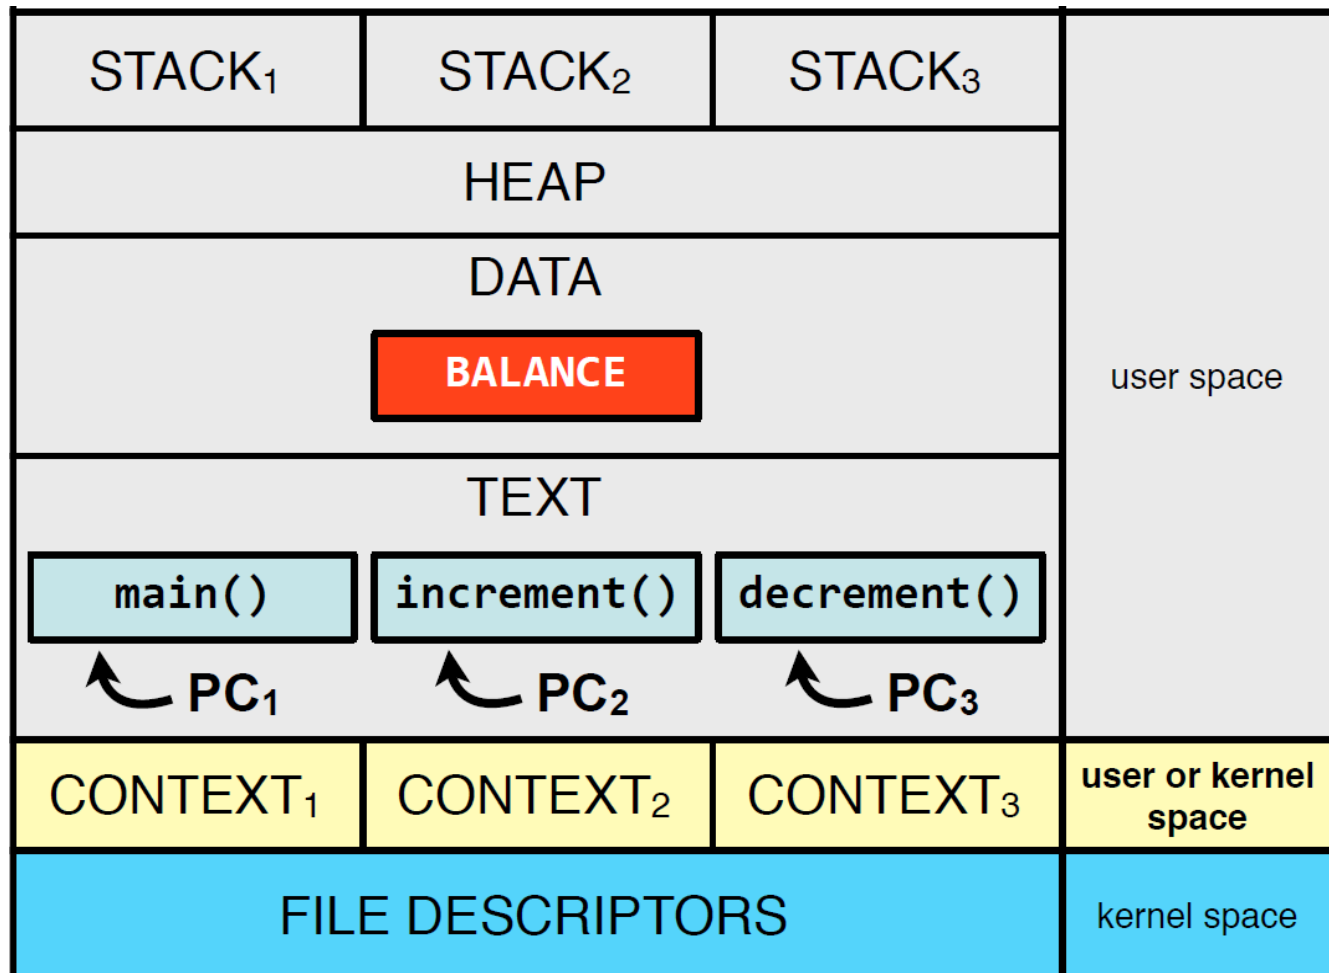 STACK₁ STACK₂ STACK₃
HEAP
DATA
BALANCE
user space
TEXT
main() increment() decrement()
PC₁ PC₂ PC₃
CONTEXT₁ CONTEXT₂ CONTEXT₃
user or kernel
space
FILE DESCRIPTORS
kernel space